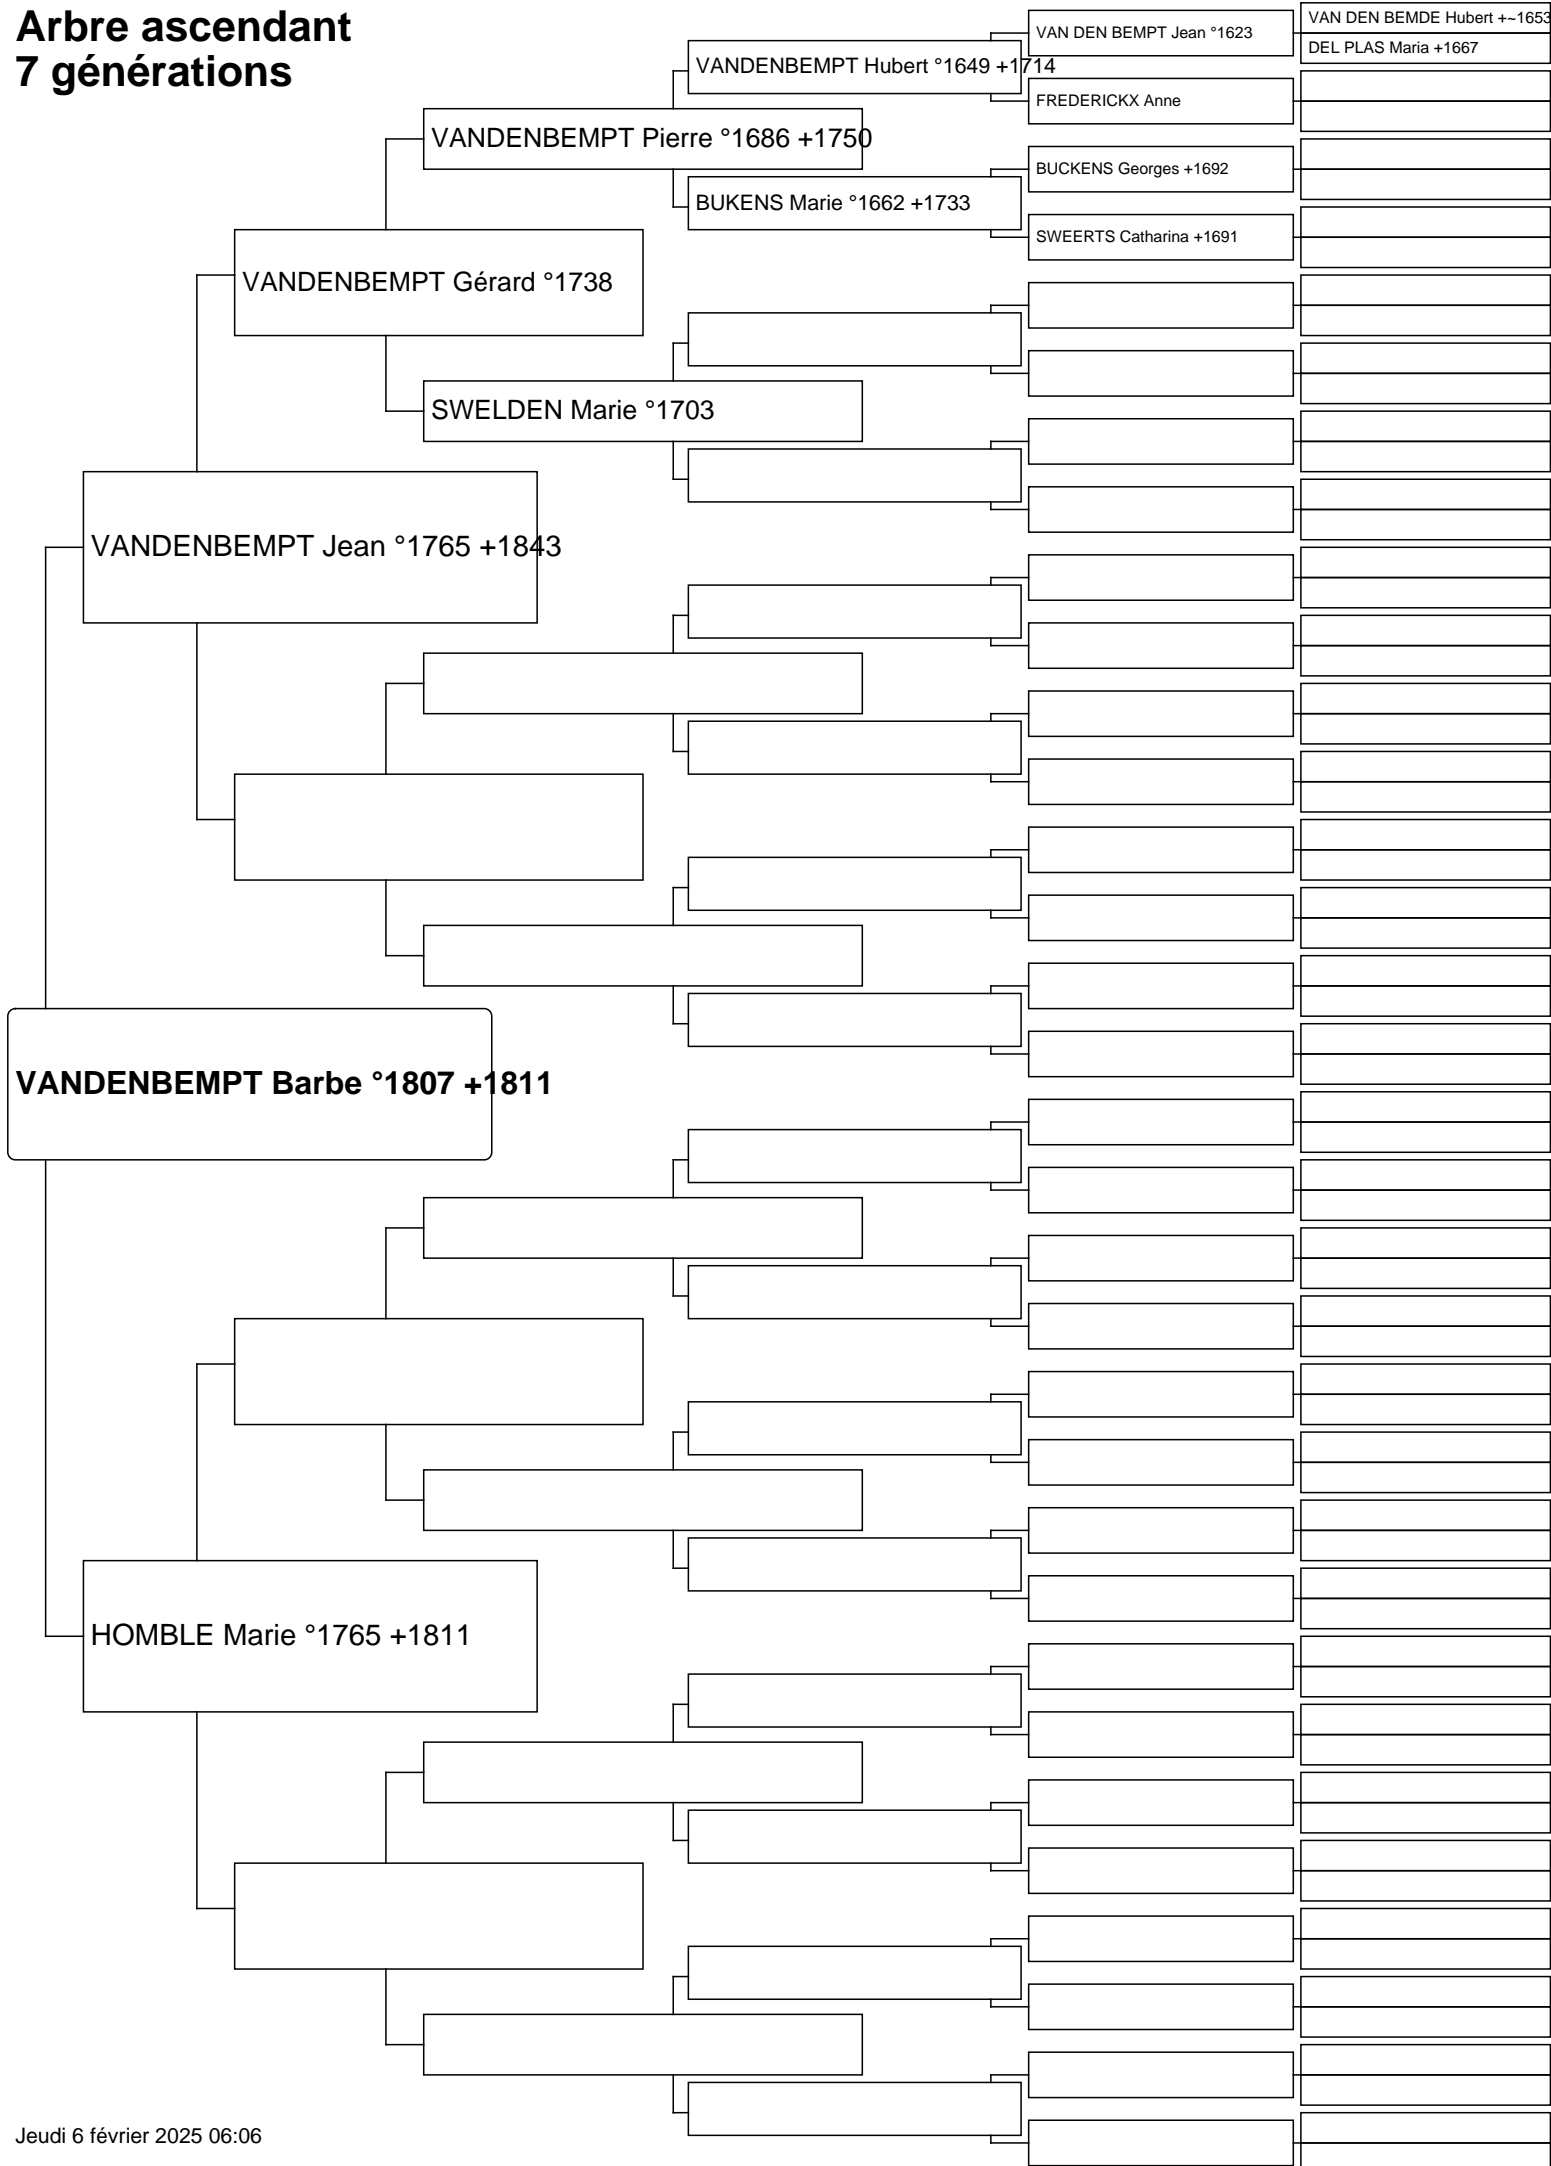 Arbre ascendant
7 générations
VAN DEN BEMDE Hubert +~1653
VAN DEN BEMPT Jean °1623
DEL PLAS Maria +1667
VANDENBEMPT Hubert °1649 +1714
FREDERICKX Anne
VANDENBEMPT Pierre °1686 +1750
BUCKENS Georges +1692
BUKENS Marie °1662 +1733
SWEERTS Catharina +1691
VANDENBEMPT Gérard °1738
SWELDEN Marie °1703
VANDENBEMPT Jean °1765 +1843
VANDENBEMPT Barbe °1807 +1811
HOMBLE Marie °1765 +1811
Jeudi 6 février 2025 06:06